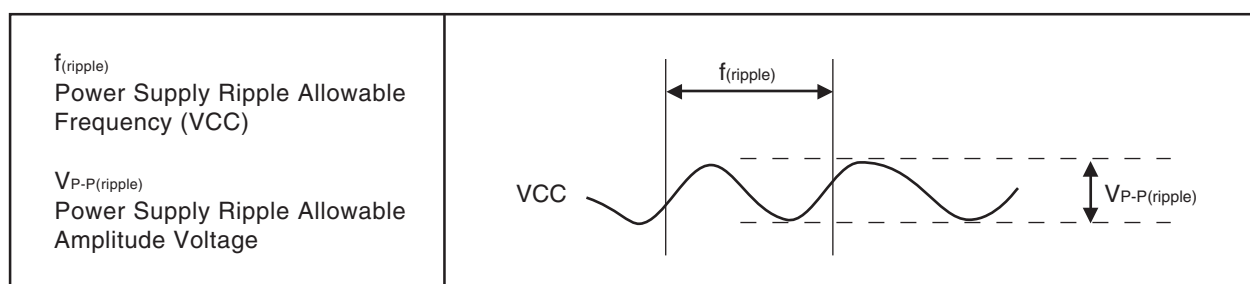 f(ripple)
Power Supply Ripple Allowable
Frequency (VCC)
VP-P(ripple)
Power Supply Ripple Allowable
Amplitude Voltage
f(ripple)
VCC
VP-P(ripple)